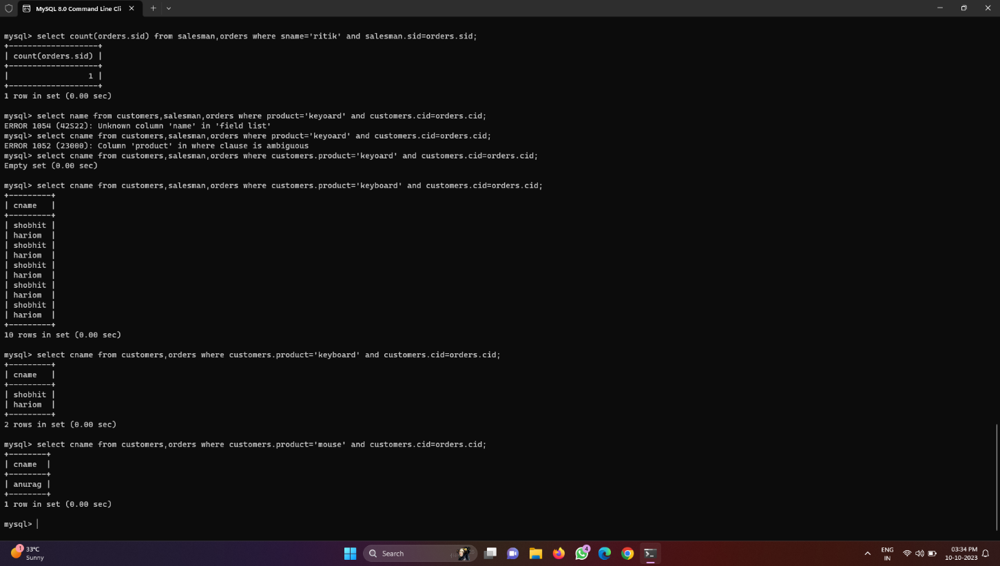 MySQL 8.0 Command Line Cli
mysql> select count(orders.sid) from salesman,orders where sname='ritik' and salesman.sid=orders.sid;
+-------------------+
| count(orders.sid) |
+-------------------+
|                 1 |
+-------------------+
1 row in set (0.00 sec)
mysql> select name from customers,salesman,orders where product='keyoard' and customers.cid=orders.cid;
ERROR 1054 (42S22): Unknown column 'name' in 'field list'
mysql> select cname from customers,salesman,orders where product='keyoard' and customers.cid=orders.cid;
ERROR 1052 (23000): Column 'product' in where clause is ambiguous
mysql> select cname from customers,salesman,orders where customers.product='keyoard' and customers.cid=orders.cid;
Empty set (0.00 sec)
mysql> select cname from customers,salesman,orders where customers.product='keyboard' and customers.cid=orders.cid;
+---------+
| cname   |
+---------+
| shobhit |
| hariom  |
| shobhit |
| hariom  |
| shobhit |
| hariom  |
| shobhit |
| hariom  |
| shobhit |
| hariom  |
+---------+
10 rows in set (0.00 sec)
mysql> select cname from customers,orders where customers.product='keyboard' and customers.cid=orders.cid;
+---------+
| cname   |
+---------+
| shobhit |
| hariom  |
+---------+
2 rows in set (0.00 sec)
mysql> select cname from customers,orders where customers.product='mouse' and customers.cid=orders.cid;
+--------+
| cname  |
+--------+
| anurag |
+--------+
1 row in set (0.00 sec)
mysql>
1
33°C
Sunny
Search
4
ENG
IN
03:34 PM
10-10-2023